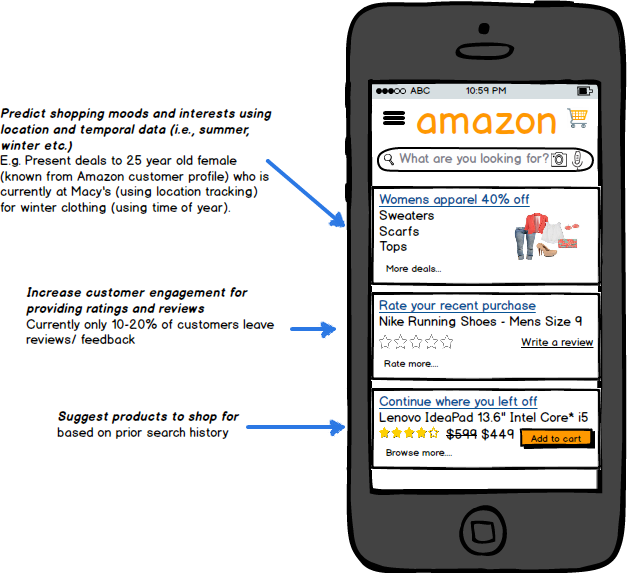 Predict shopping moods and interests using
location and temporal data (i.e., summer,
winter etc.)
E.g. Present deals to 25 year old female
(known from Amazon customer profile) who is
currently at Macy's (using location tracking)
for winter clothing (using time of year).
Increase customer engagement for
providing ratings and reviews
Currently only 10-20% of customers leave
reviews/ feedback
Suggest products to shop for
based on prior search history
ABC 10:59 PM
amazon
What are you looking for?
Womens apparel 40% off
Sweaters
Scarfs
Tops
More deals...
Rate your recent purchase
Nike Running Shoes - Mens Size 9
Write a review
Rate more....
Continue where you left off
Lenovo IdeaPad 13.6" Intel Core* i5
$599 $449 Add to cart
Browse more....